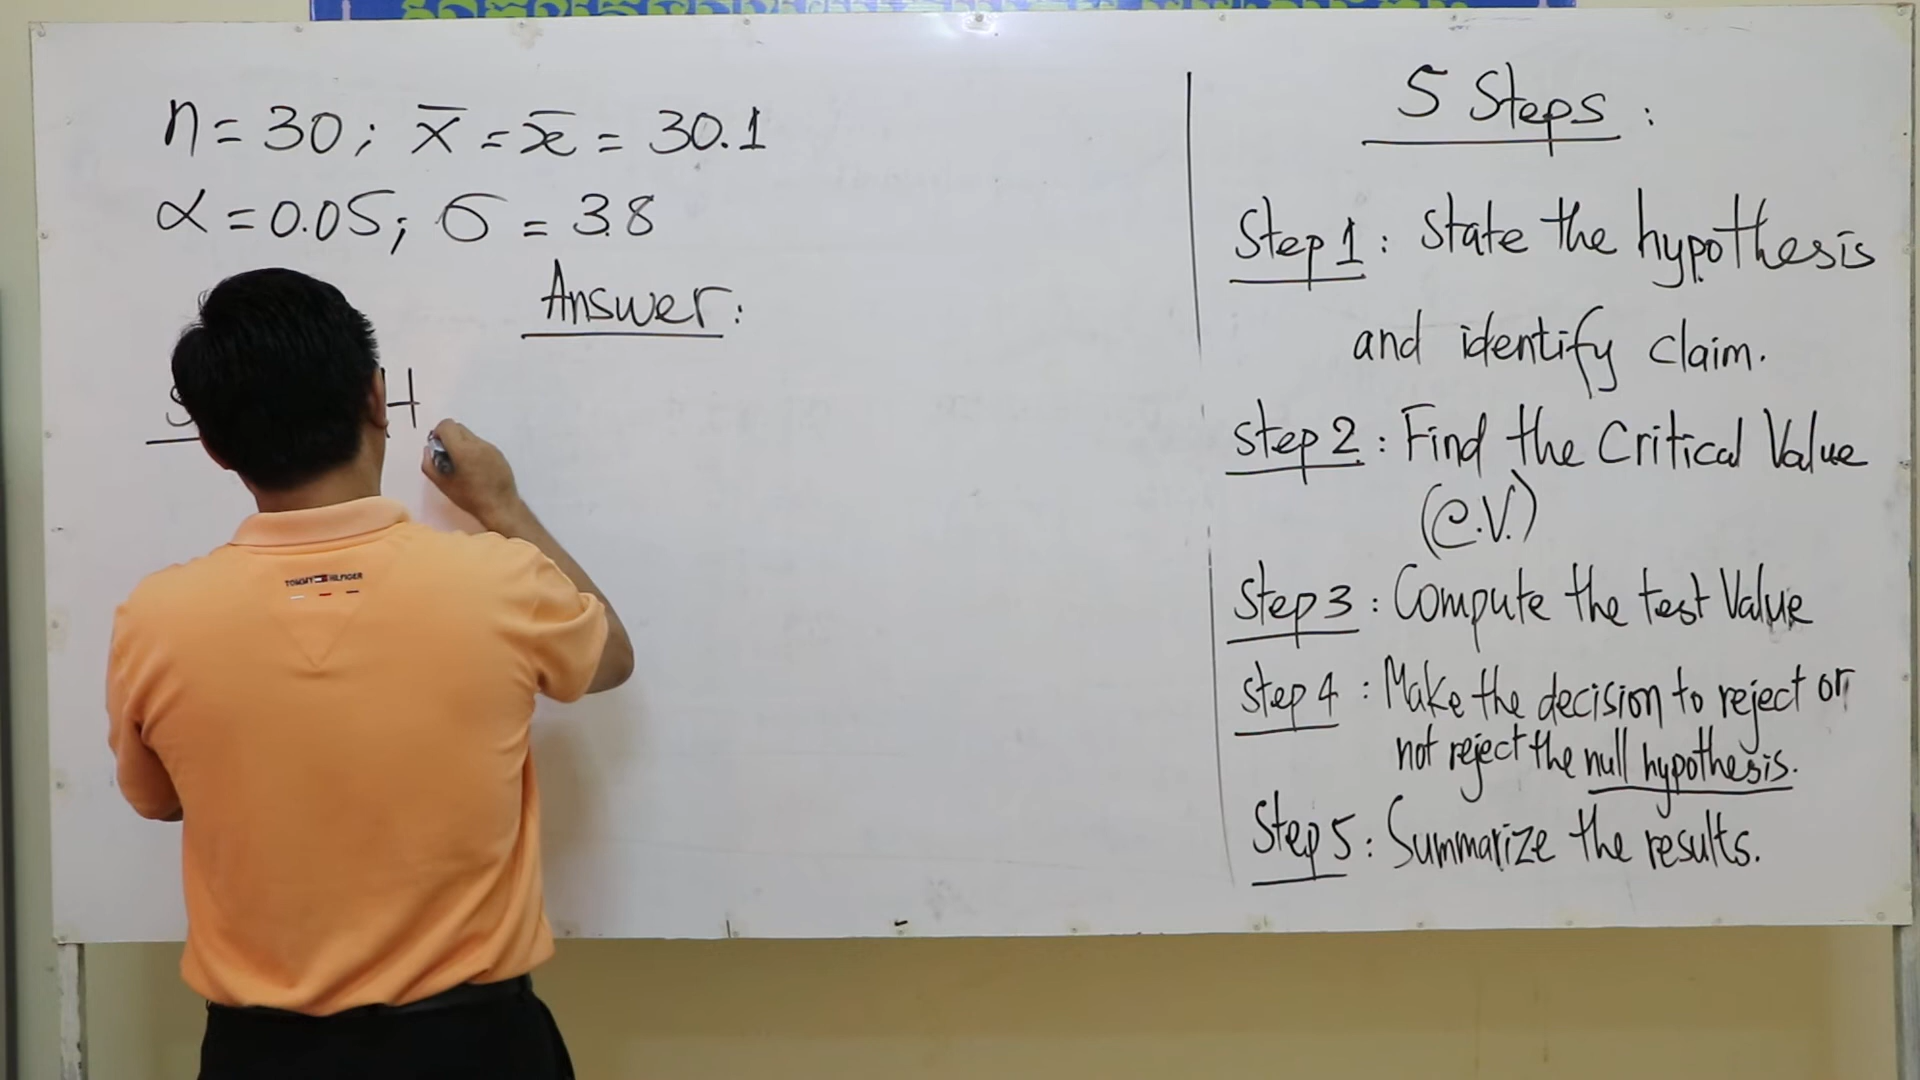 n = 30 ; X̄ = x̄ = 30.1
α = 0.05 ; σ = 3.8
Answer :
S
H
TOMMY HILFIGER
5 Steps :
Step 1 : State the hypothesis
and identify claim.
Step 2 : Find the Critical Value
(C.V.)
Step 3 : Compute the test Value
Step 4 : Make the decision to reject or
not reject the null hypothesis.
Step 5 : Summarize the results.